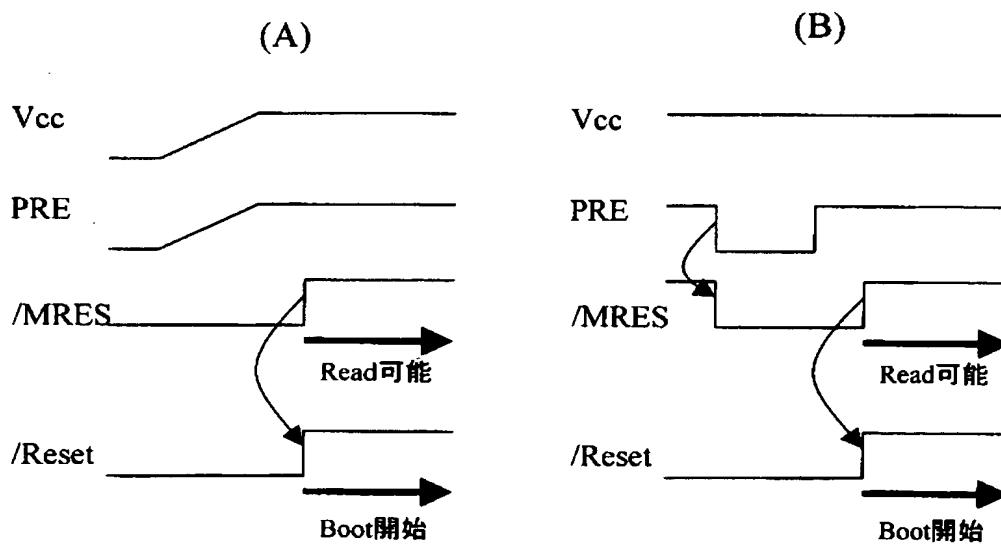 (A)
Vcc
PRE
/MRES
Read可能
/Reset
Boot開始
(B)
Vcc
PRE
/MRES
Read可能
/Reset
Boot開始